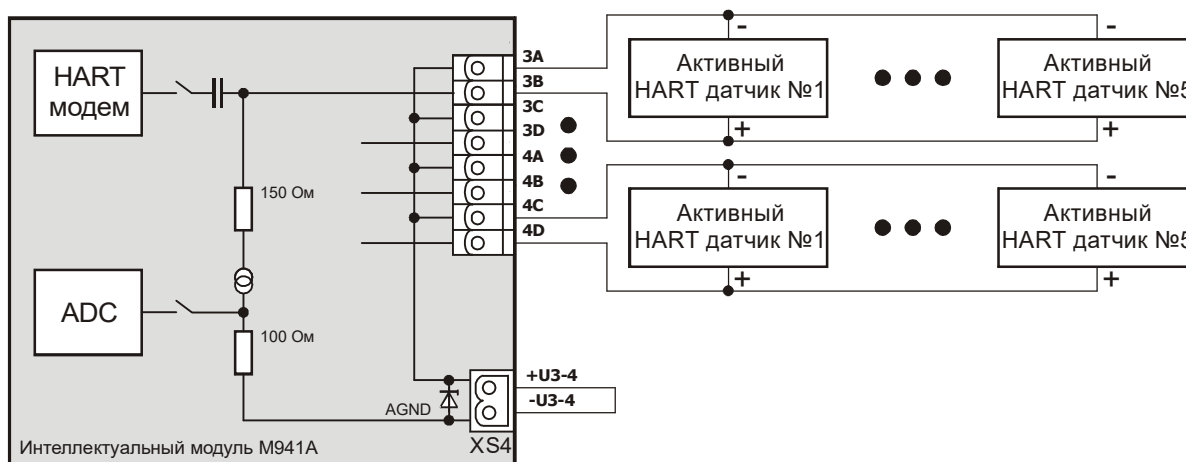 HART
модем
150 Ом
ADC
100 Ом
AGND
Интеллектуальный модуль М941А
XS4
3A
3B
3C
3D
4A
4B
4C
4D
+U3-4
-U3-4
-
Активный
HART датчик №1
+
-
Активный
HART датчик №5
+
-
Активный
HART датчик №1
+
-
Активный
HART датчик №5
+